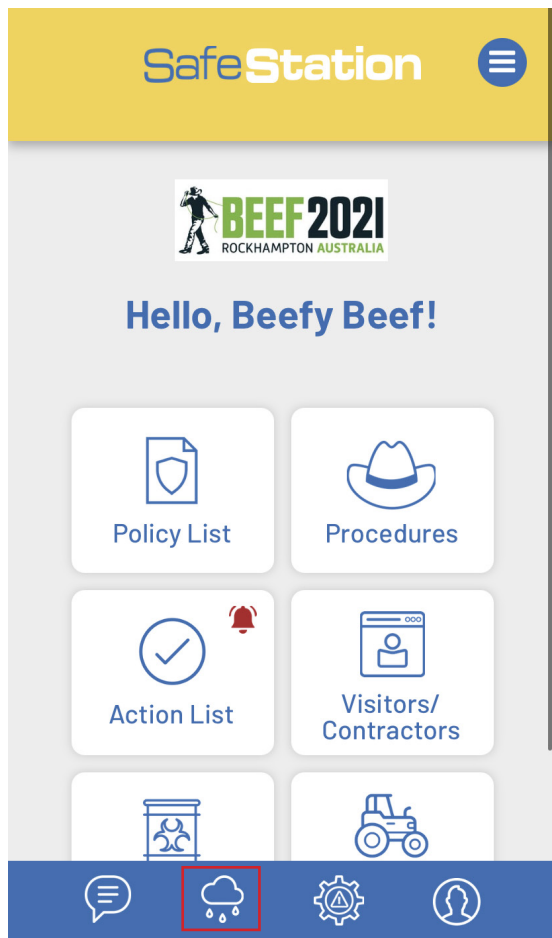 SafeStation
BEEF2021
ROCKHAMPTON AUSTRALIA
Hello, Beefy Beef!
Policy List
Procedures
Action List
Visitors/
Contractors